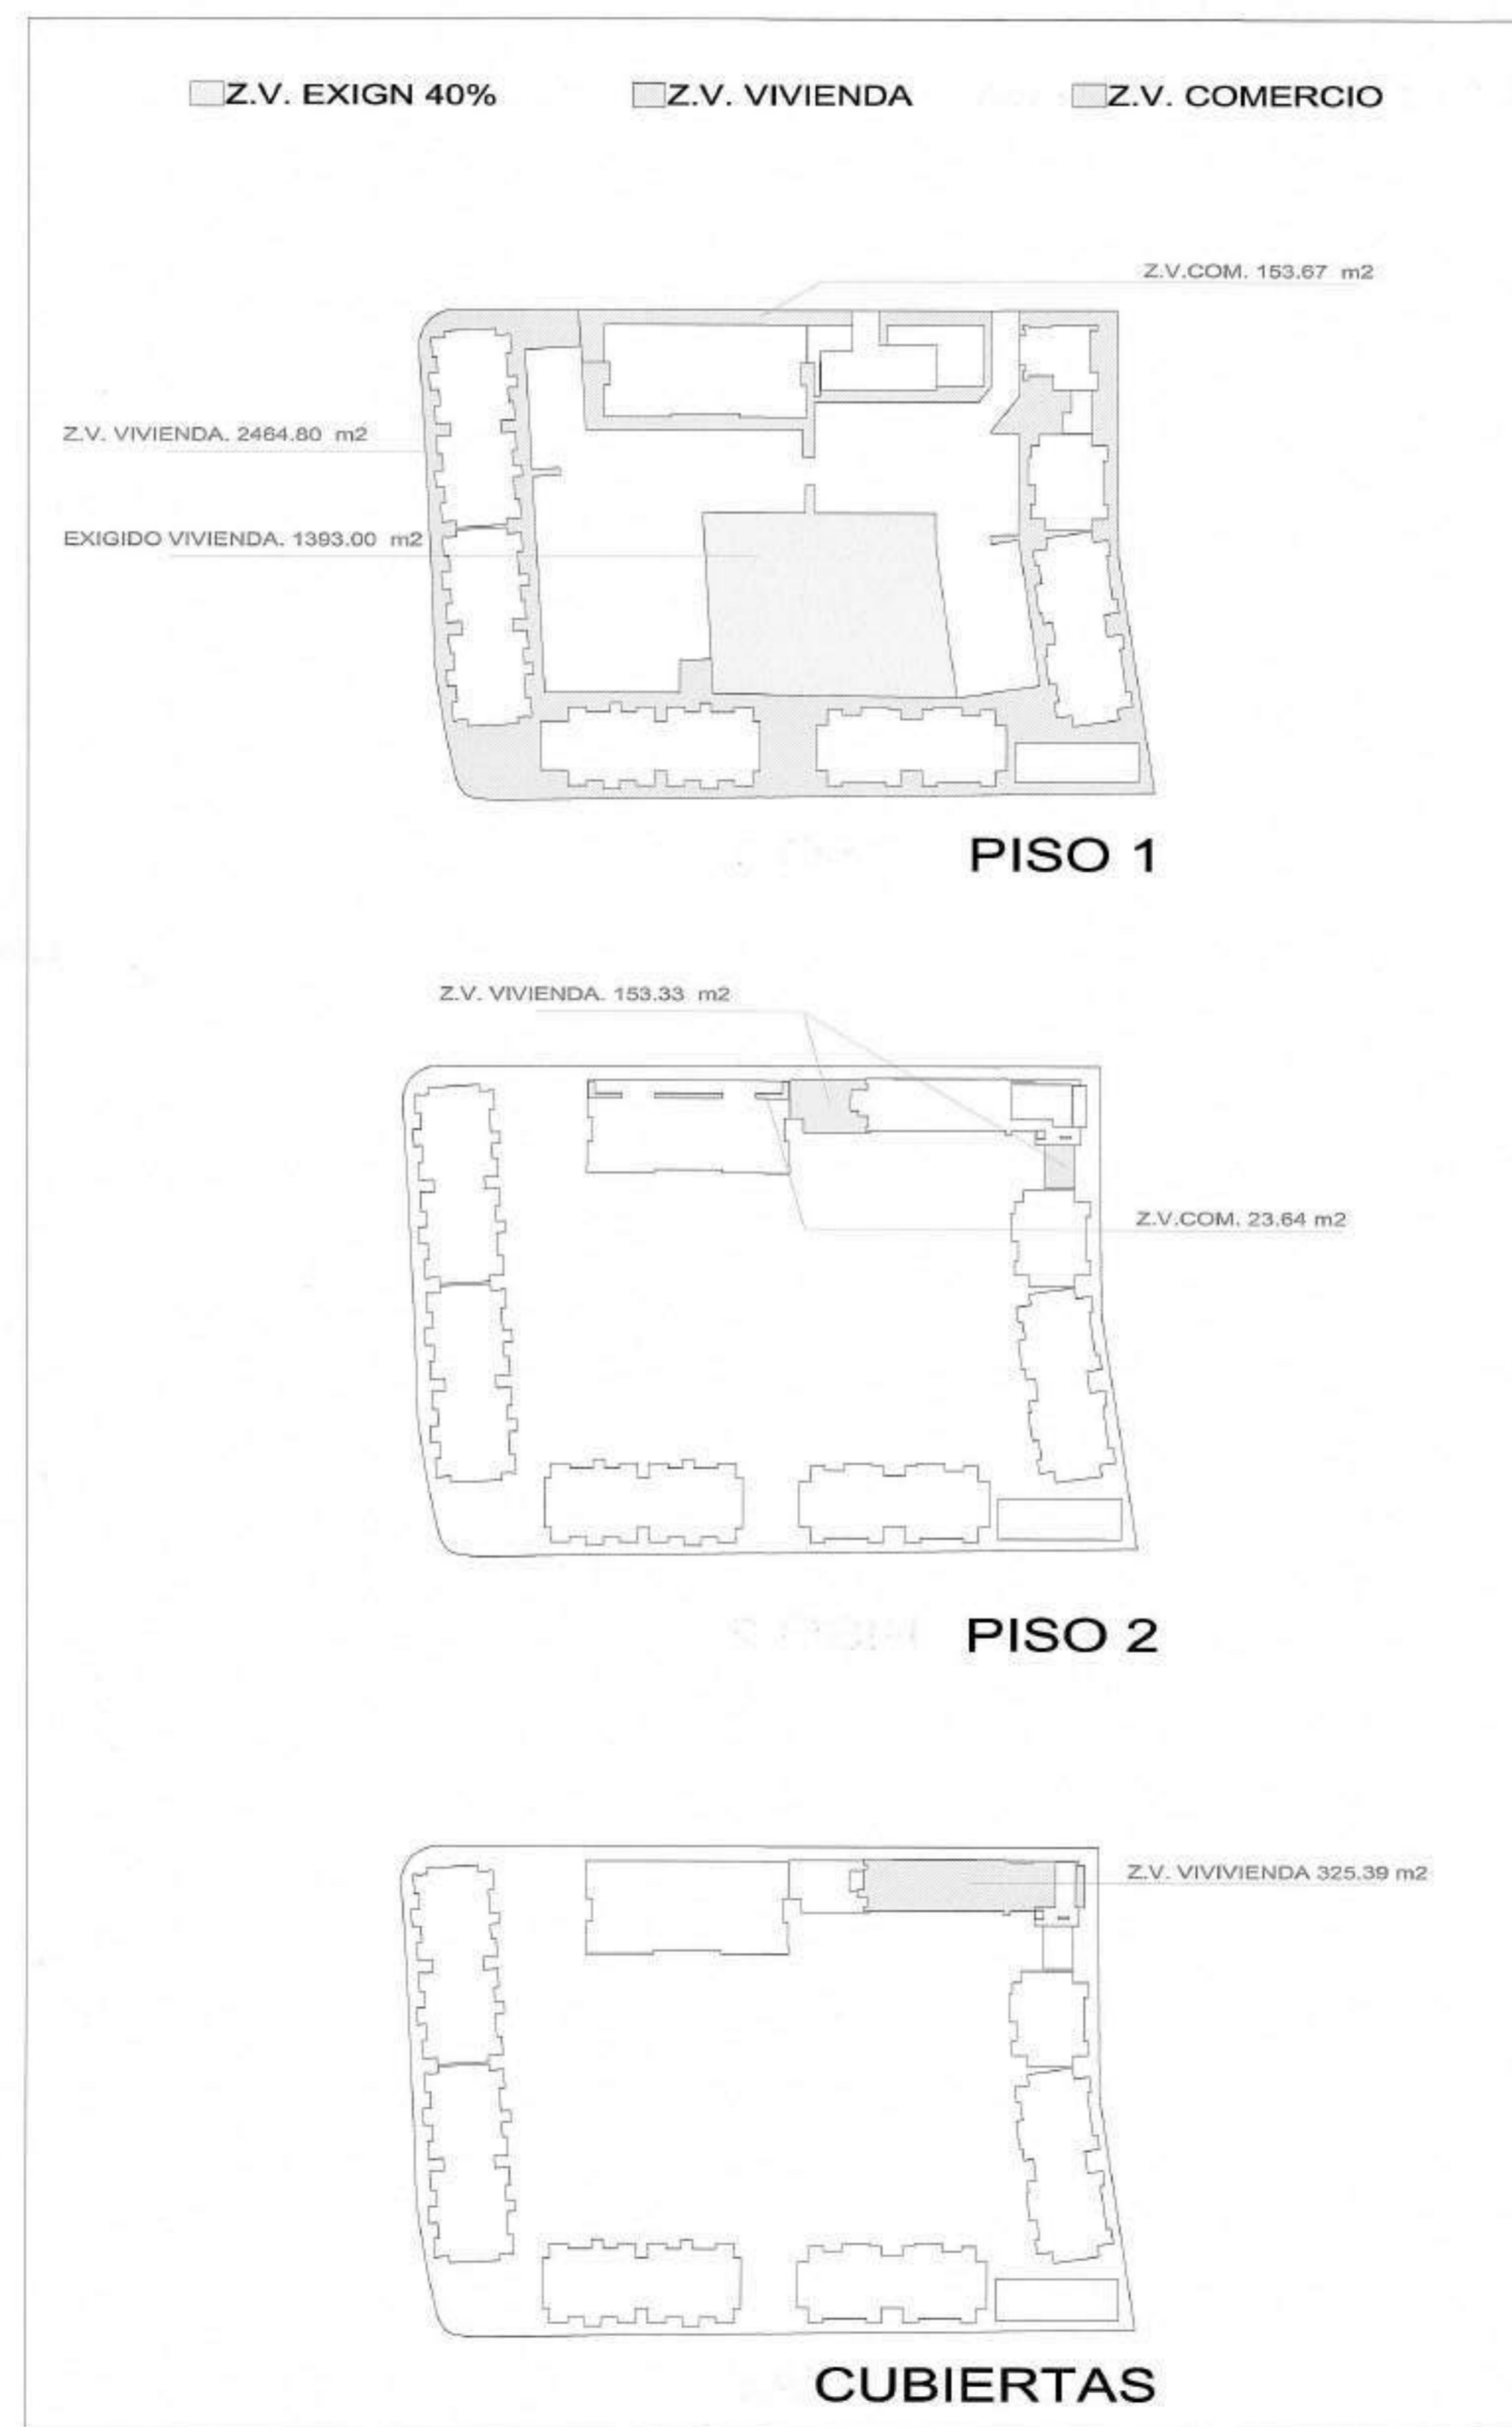 Z.V. EXIGN 40% Z.V. VIVIENDA Z.V. COMERCIO
Z.V.COM. 153.67 m2
Z.V. VIVIENDA. 2464.80 m2
EXIGIDO VIVIENDA. 1393.00 m2
PISO 1
Z.V. VIVIENDA. 153.33 m2
Z.V.COM. 23.64 m2
PISO 2
Z.V. VIVIVIENDA 325.39 m2
CUBIERTAS